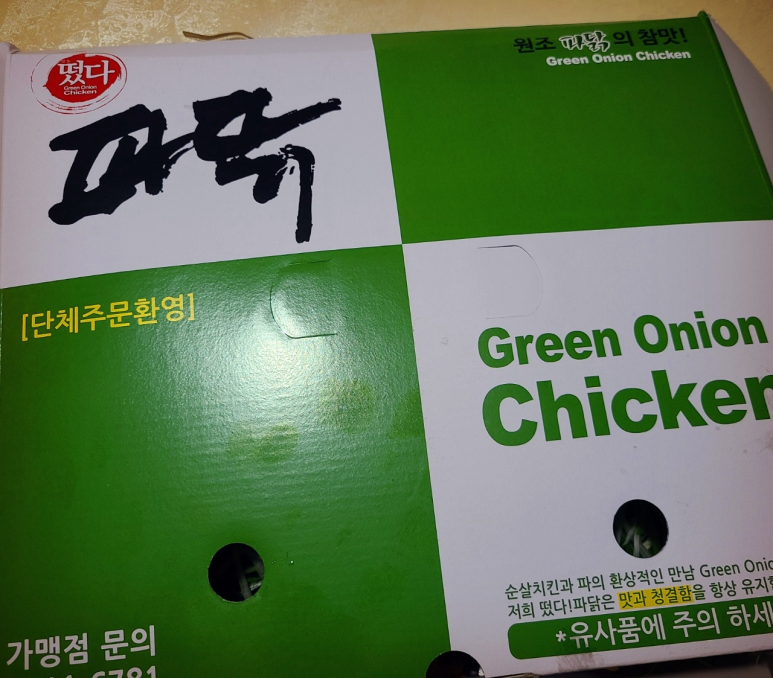 떴다
Green Onion
Chicken
파닭
원조 파닭의 참맛!
Green Onion Chicken
[단체주문환영]
Green Onion
Chicken
순살치킨과 파의 환상적인 만남 Green Onio
저희 떴다!파닭은 맛과 청결함을 항상 유지
*유사품에 주의 하세
가맹점 문의
6781